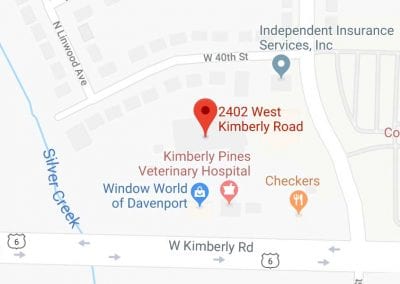 N Linwood Ave
Independent Insurance
Services, Inc
W 40th St
2402 West
Kimberly Road
Silver Creek
Kimberly Pines
Veterinary Hospital
Window World
of Davenport
Checkers
Co
6
W Kimberly Rd
6